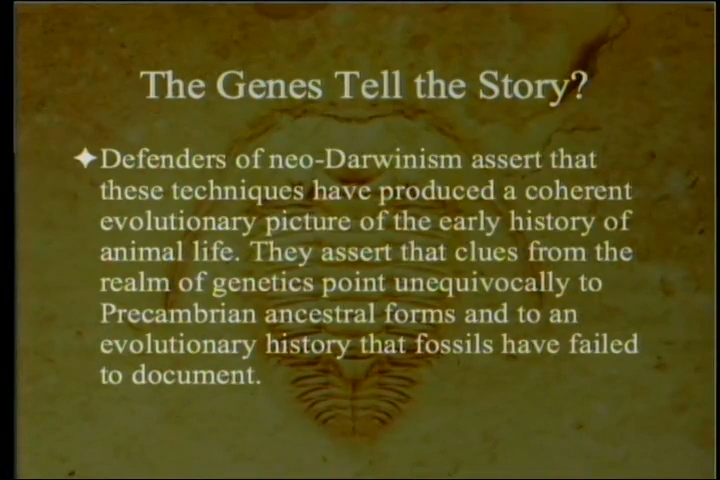 The Genes Tell the Story?
Defenders of neo-Darwinism assert that
these techniques have produced a coherent
evolutionary picture of the early history of
animal life. They assert that clues from the
realm of genetics point unequivocally to
Precambrian ancestral forms and to an
evolutionary history that fossils have failed
to document.